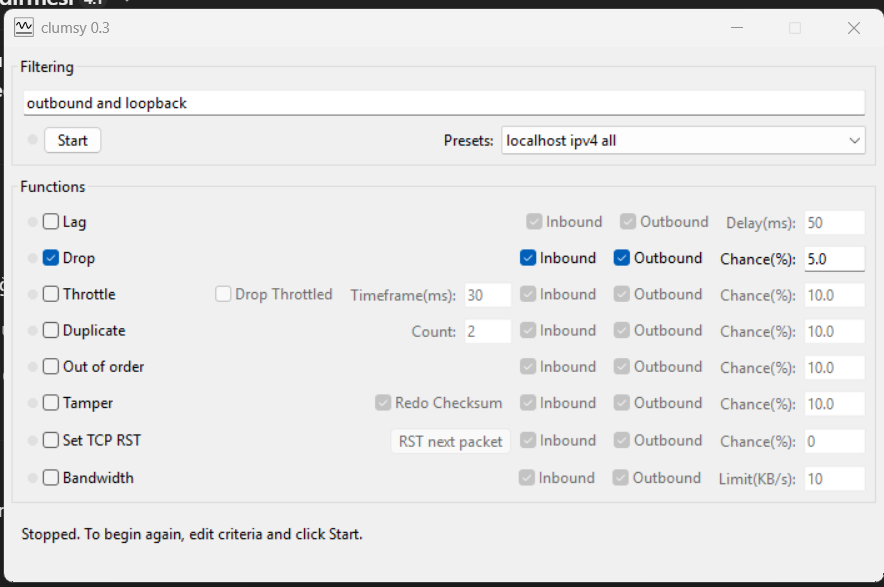 clumsy 0.3
Filtering
outbound and loopback
Start Presets: localhost ipv4 all
Functions
Lag Inbound Outbound Delay(ms): 50
Drop Inbound Outbound Chance(%): 5.0
Throttle Drop Throttled Timeframe(ms): 30 Inbound Outbound Chance(%): 10.0
Duplicate Count: 2 Inbound Outbound Chance(%): 10.0
Out of order Inbound Outbound Chance(%): 10.0
Tamper Redo Checksum Inbound Outbound Chance(%): 10.0
Set TCP RST RST next packet Inbound Outbound Chance(%): 0
Bandwidth Inbound Outbound Limit(KB/s): 10
Stopped. To begin again, edit criteria and click Start.